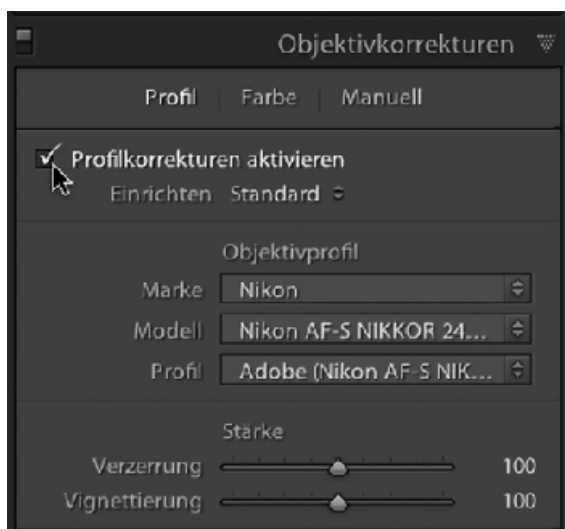 Objektivkorrekturen
Profil | Farbe | Manuell
Profilkorrekturen aktivieren
Einrichten Standard
Objektivprofil
Marke Nikon
Modell Nikon AF-S NIKKOR 24...
Profil Adobe (Nikon AF-S NIK...
Stärke
Verzerrung 100
Vignettierung 100